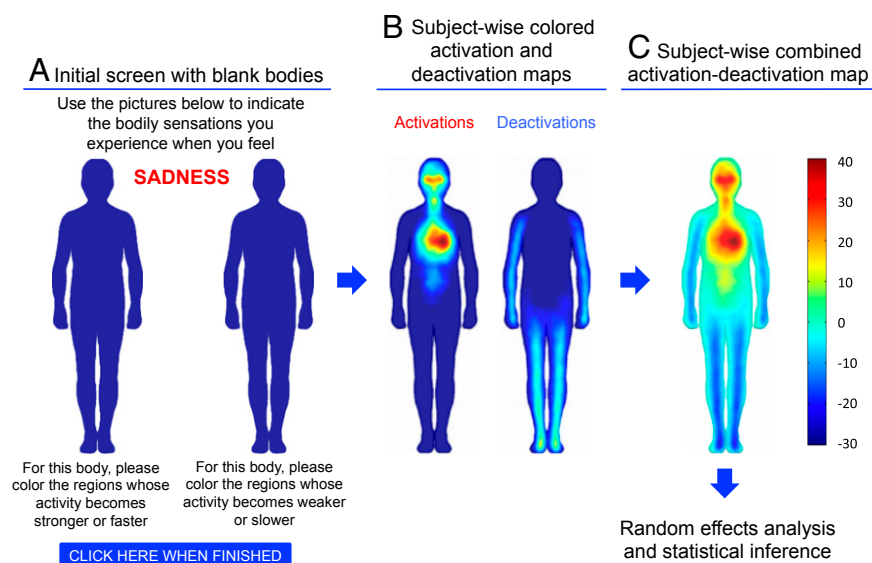 A Initial screen with blank bodies
Use the pictures below to indicate
the bodily sensations you
experience when you feel
SADNESS
For this body, please
color the regions whose
activity becomes
stronger or faster
For this body, please
color the regions whose
activity becomes weaker
or slower
CLICK HERE WHEN FINISHED
B Subject-wise colored
activation and
deactivation maps
Activations
Deactivations
C Subject-wise combined
activation-deactivation map
40
30
20
10
0
-10
-20
-30
Random effects analysis
and statistical inference